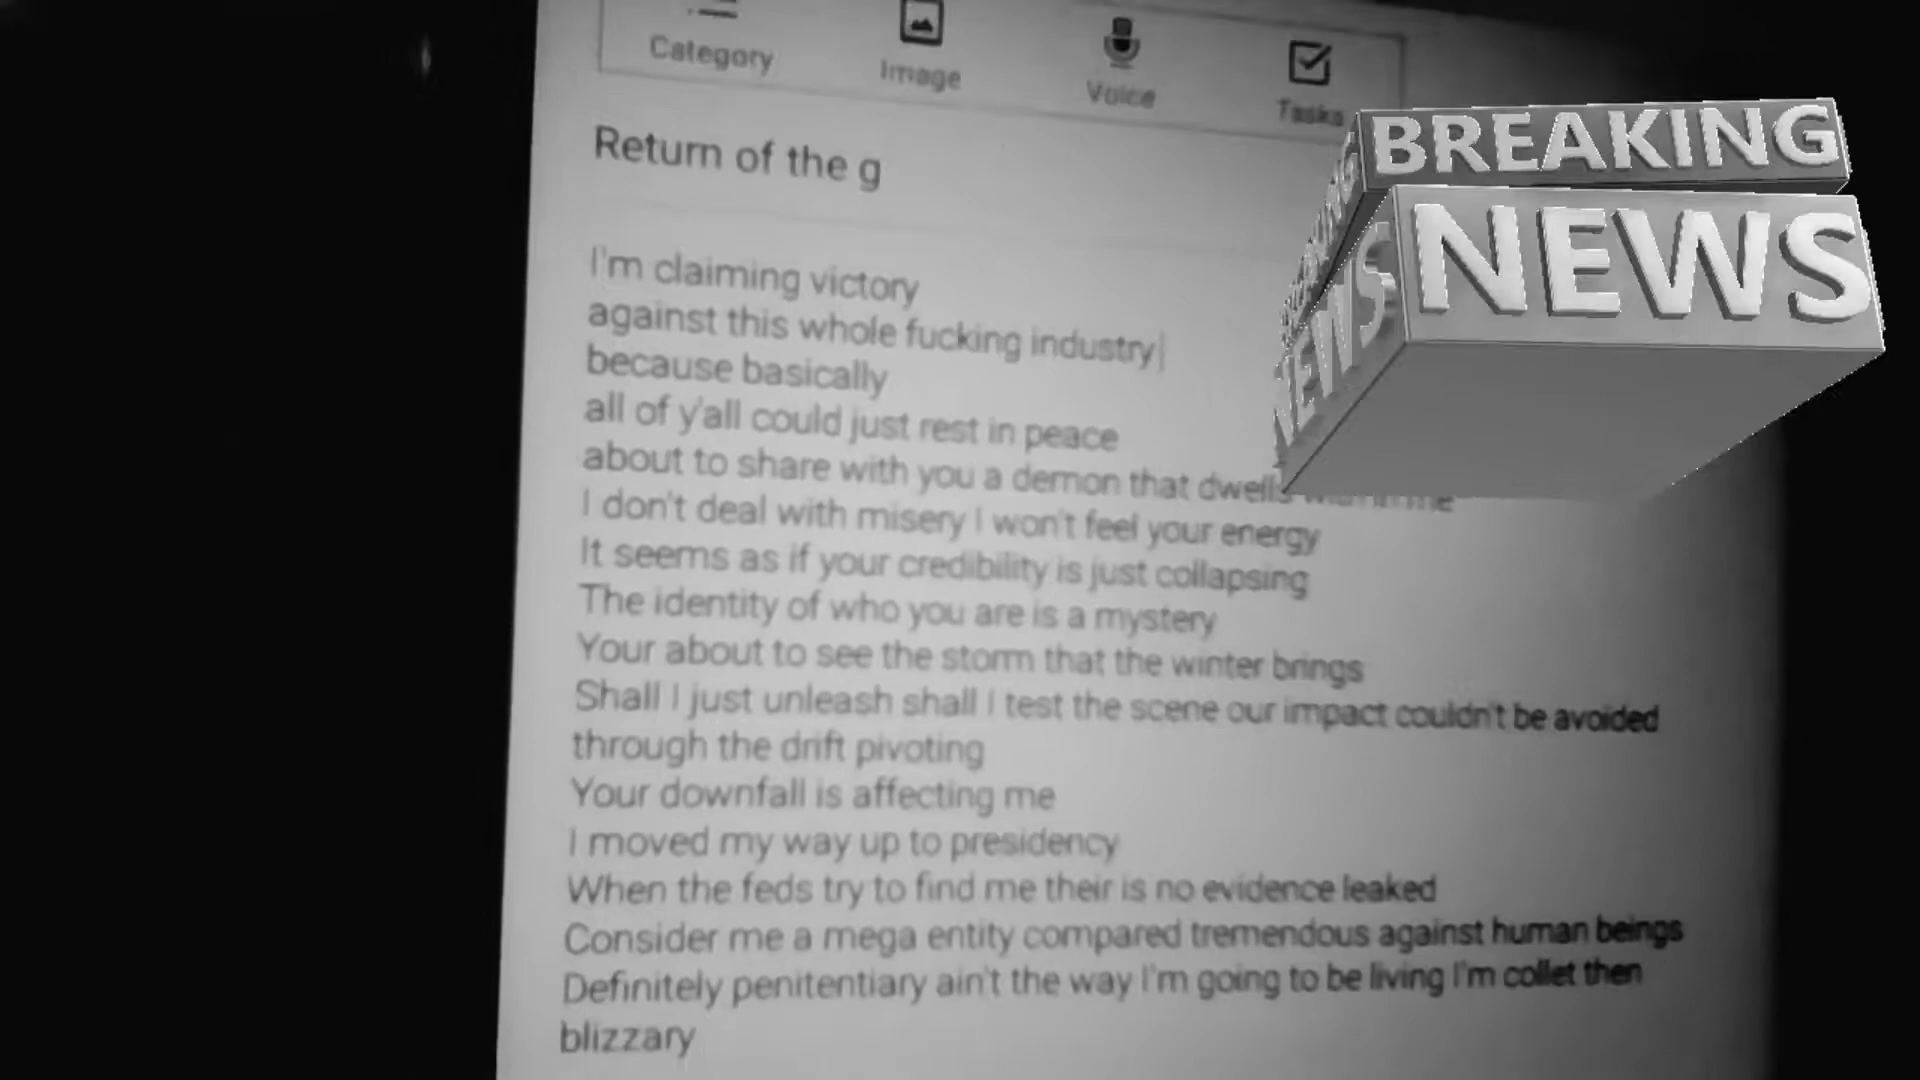 Category
Image
Voice
Tasks
BREAKING
NEWS
NEWS
Return of the g
I'm claiming victory
against this whole fucking industry
because basically
all of y'all could just rest in peace
about to share with you a demon that dwells within me
I don't deal with misery I won't feel your energy
It seems as if your credibility is just collapsing
The identity of who you are is a mystery
Your about to see the storm that the winter brings
Shall I just unleash shall I test the scene our impact couldn't be avoided
through the drift pivoting
Your downfall is affecting me
I moved my way up to presidency
When the feds try to find me their is no evidence leaked
Consider me a mega entity compared tremendous against human beings
Definitely penitentiary ain't the way I'm going to be living I'm collet then
blizzary